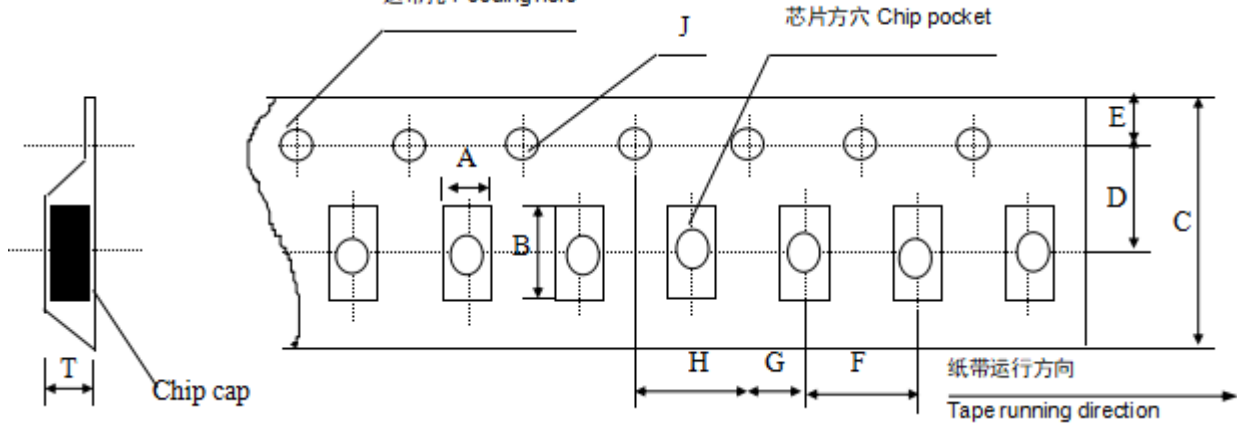 芯片方穴 Chip pocket
J
E
A
D
C
B
T
H
G
F
Chip cap
纸带运行方向
Tape running direction